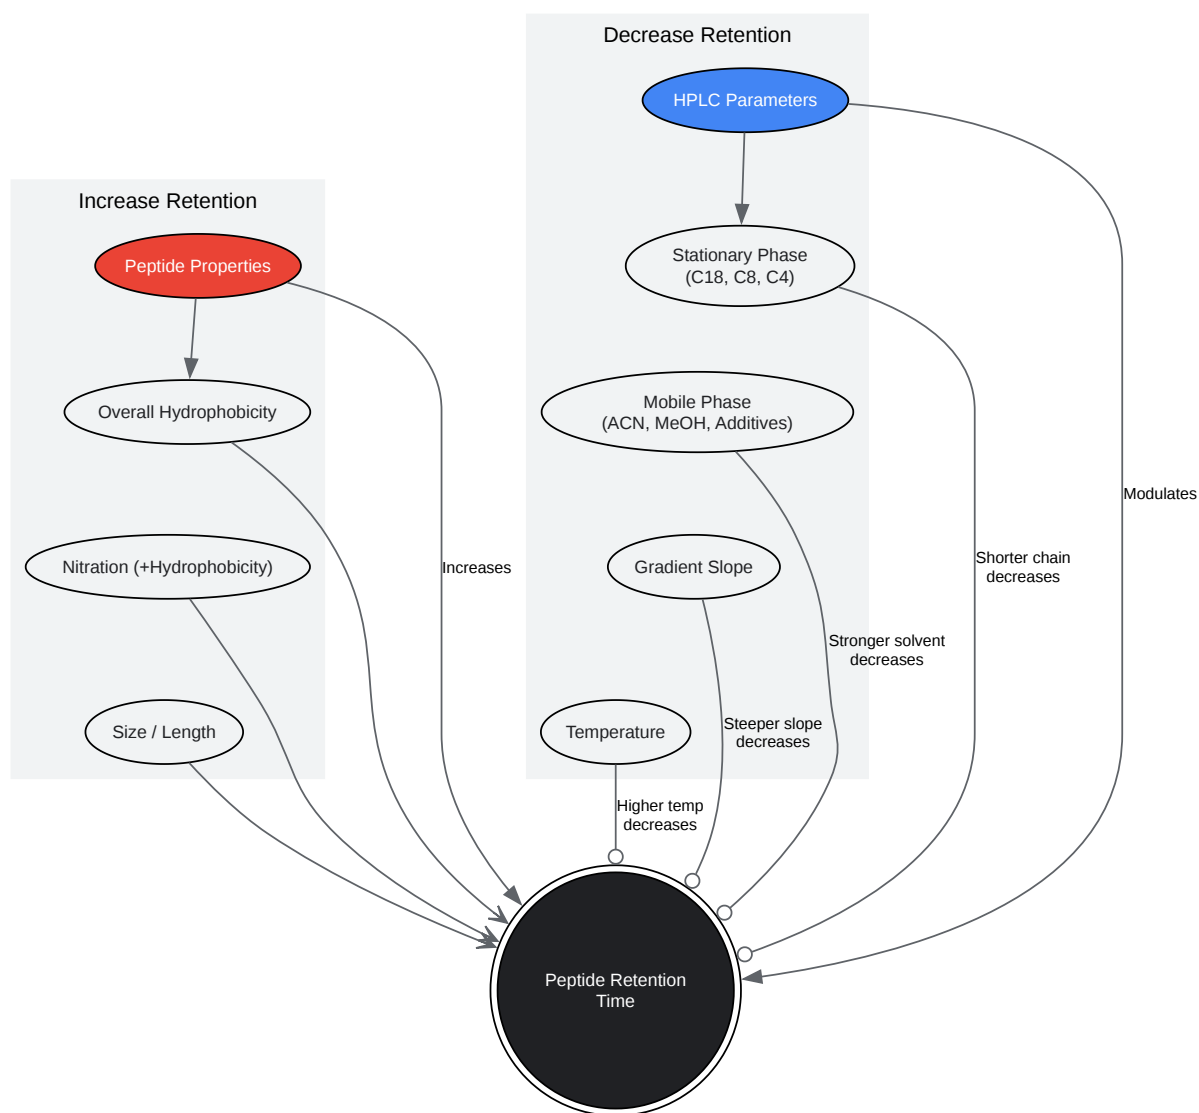 Increase Retention
Peptide Properties
Overall Hydrophobicity
Nitration (+Hydrophobicity)
Size / Length
Increases
Decrease Retention
HPLC Parameters
Stationary Phase
(C18, C8, C4)
Mobile Phase
(ACN, MeOH, Additives)
Gradient Slope
Temperature
Modulates
Shorter chain
decreases
Stronger solvent
decreases
Steeper slope
decreases
Higher temp
decreases
Peptide Retention
Time